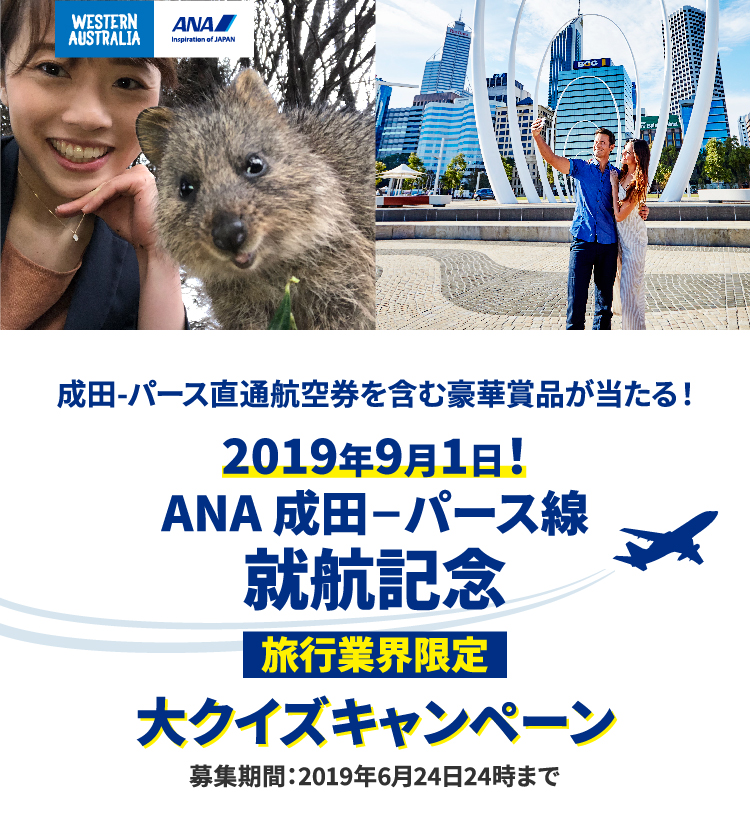 WESTERN
AUSTRALIA
ANA
Inspiration of JAPAN
成田-パース直通航空券を含む豪華賞品が当たる！
2019年9月1日！
ANA 成田－パース線
就航記念
旅行業界限定
大クイズキャンペーン
募集期間：2019年6月24日24時まで